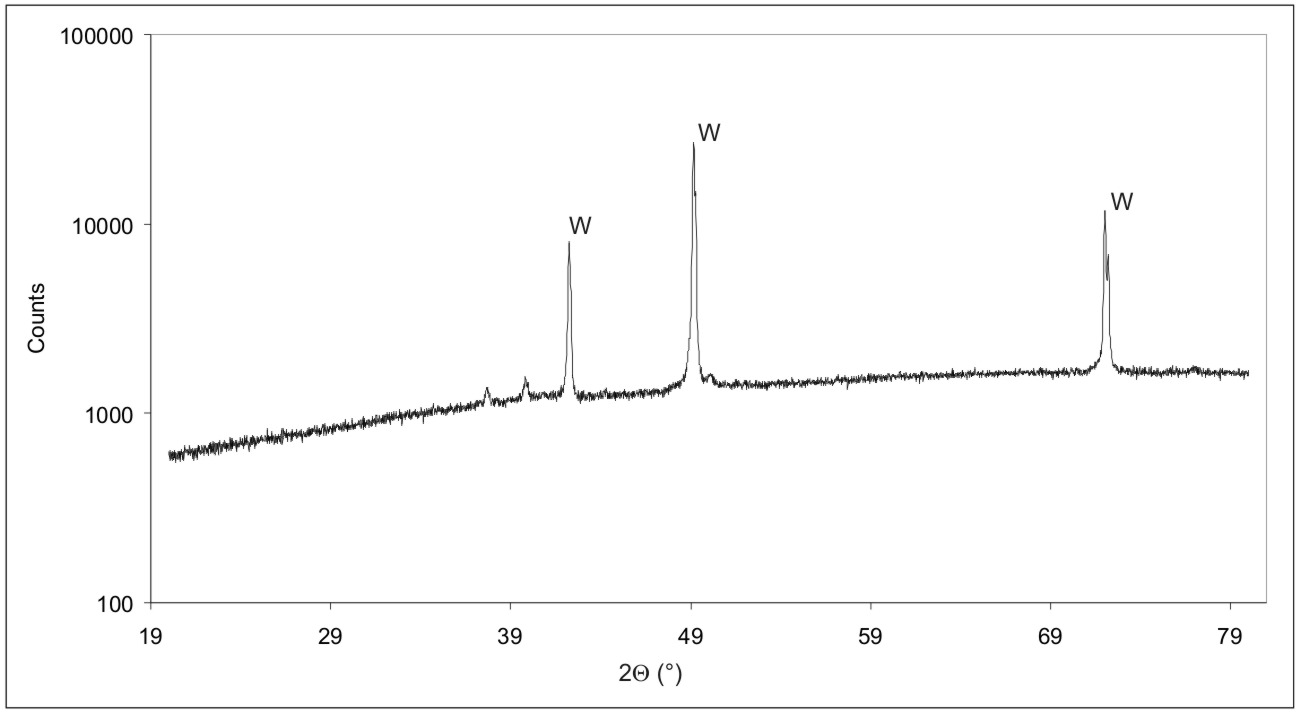 100000
W
W
10000
W
Counts
1000
100
19 29 39 49 59 69 79
2Θ (°)